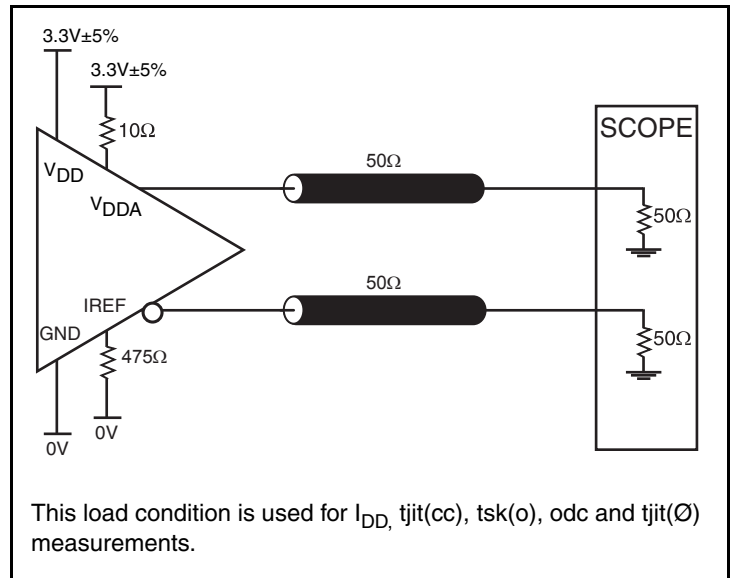 3.3V±5%
3.3V±5%
10Ω
SCOPE
50Ω
VDD
VDDA
50Ω
50Ω
IREF
GND
50Ω
475Ω
0V
0V
This load condition is used for IDD, tjit(cc), tsk(o), odc and tjit(Ø)
measurements.